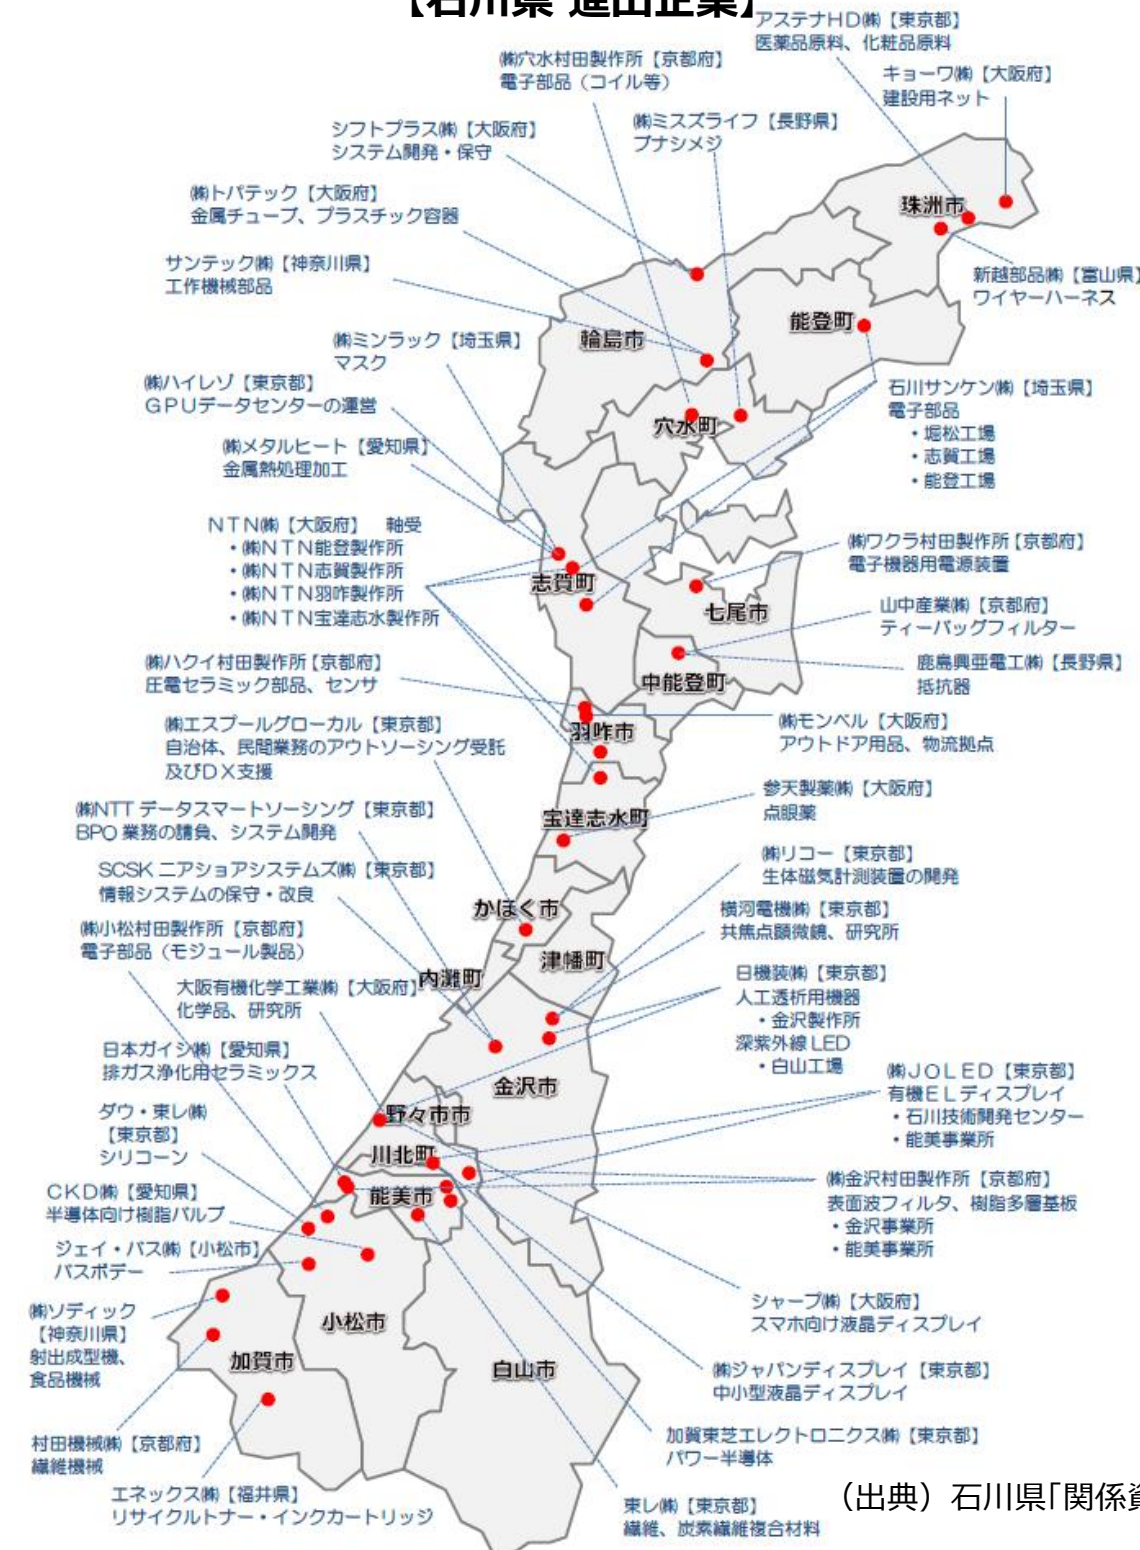 【石川県 進出企業】
アステナＨＤ㈱【東京都】
医薬品原料、化粧品原料
㈱穴水村田製作所【京都府】
電子部品（コイル等）
キョーワ㈱【大阪府】
建設用ネット
シフトプラス㈱【大阪府】
システム開発・保守
㈱ミスズライフ【長野県】
ブナシメジ
㈱トパテック【大阪府】
金属チューブ、プラスチック容器
珠洲市
サンテック㈱【神奈川県】
工作機械部品
新越部品㈱【富山県】
ワイヤーハーネス
能登町
輪島市
㈱ミンラック【埼玉県】
マスク
㈱ハイレゾ【東京都】
ＧＰＵデータセンターの運営
石川サンケン㈱【埼玉県】
電子部品
・堀松工場
・志賀工場
・能登工場
穴水町
㈱メタルヒート【愛知県】
金属熱処理加工
ＮＴＮ㈱【大阪府】　軸受
・㈱ＮＴＮ能登製作所
・㈱ＮＴＮ志賀製作所
・㈱ＮＴＮ羽咋製作所
・㈱ＮＴＮ宝達志水製作所
㈱ワクラ村田製作所【京都府】
電子機器用電源装置
志賀町
七尾市
山中産業㈱【京都府】
ティーバッグフィルター
㈱ハクイ村田製作所【京都府】
圧電セラミック部品、センサ
鹿島興亜電工㈱【長野県】
抵抗器
中能登町
㈱エスプールグローカル【東京都】
自治体、民間業務のアウトソーシング受託
及びＤＸ支援
㈱モンベル【大阪府】
アウトドア用品、物流拠点
羽咋市
参天製薬㈱【大阪府】
点眼薬
㈱NTT データスマートソーシング【東京都】
BPO 業務の請負、システム開発
宝達志水町
SCSK ニアショアシステムズ㈱【東京都】
情報システムの保守・改良
㈱リコー【東京都】
生体磁気計測装置の開発
かほく市
㈱小松村田製作所【京都府】
電子部品（モジュール製品）
横河電機㈱【東京都】
共焦点顕微鏡、研究所
津幡町
内灘町
大阪有機化学工業㈱【大阪府】
化学品、研究所
日機装㈱【東京都】
人工透析用機器
・金沢製作所
深紫外線 LED
・白山工場
日本ガイシ㈱【愛知県】
排ガス浄化用セラミックス
金沢市
㈱ＪＯＬＥＤ【東京都】
有機ＥＬディスプレイ
・石川技術開発センター
・能美事業所
ダウ・東レ㈱
【東京都】
シリコーン
野々市市
川北町
CKD㈱【愛知県】
半導体向け樹脂バルブ
能美市
㈱金沢村田製作所【京都府】
表面波フィルタ、樹脂多層基板
・金沢事業所
・能美事業所
ジェイ・バス㈱【小松市】
バスボデー
シャープ㈱【大阪府】
スマホ向け液晶ディスプレイ
㈱ソディック
【神奈川県】
射出成型機、
食品機械
小松市
加賀市
白山市
㈱ジャパンディスプレイ【東京都】
中小型液晶ディスプレイ
村田機械㈱【京都府】
繊維機械
加賀東芝エレクトロニクス㈱【東京都】
パワー半導体
エネックス㈱【福井県】
リサイクルトナー・インクカートリッジ
東レ㈱【東京都】
繊維、炭素繊維複合材料
（出典）石川県「関係資